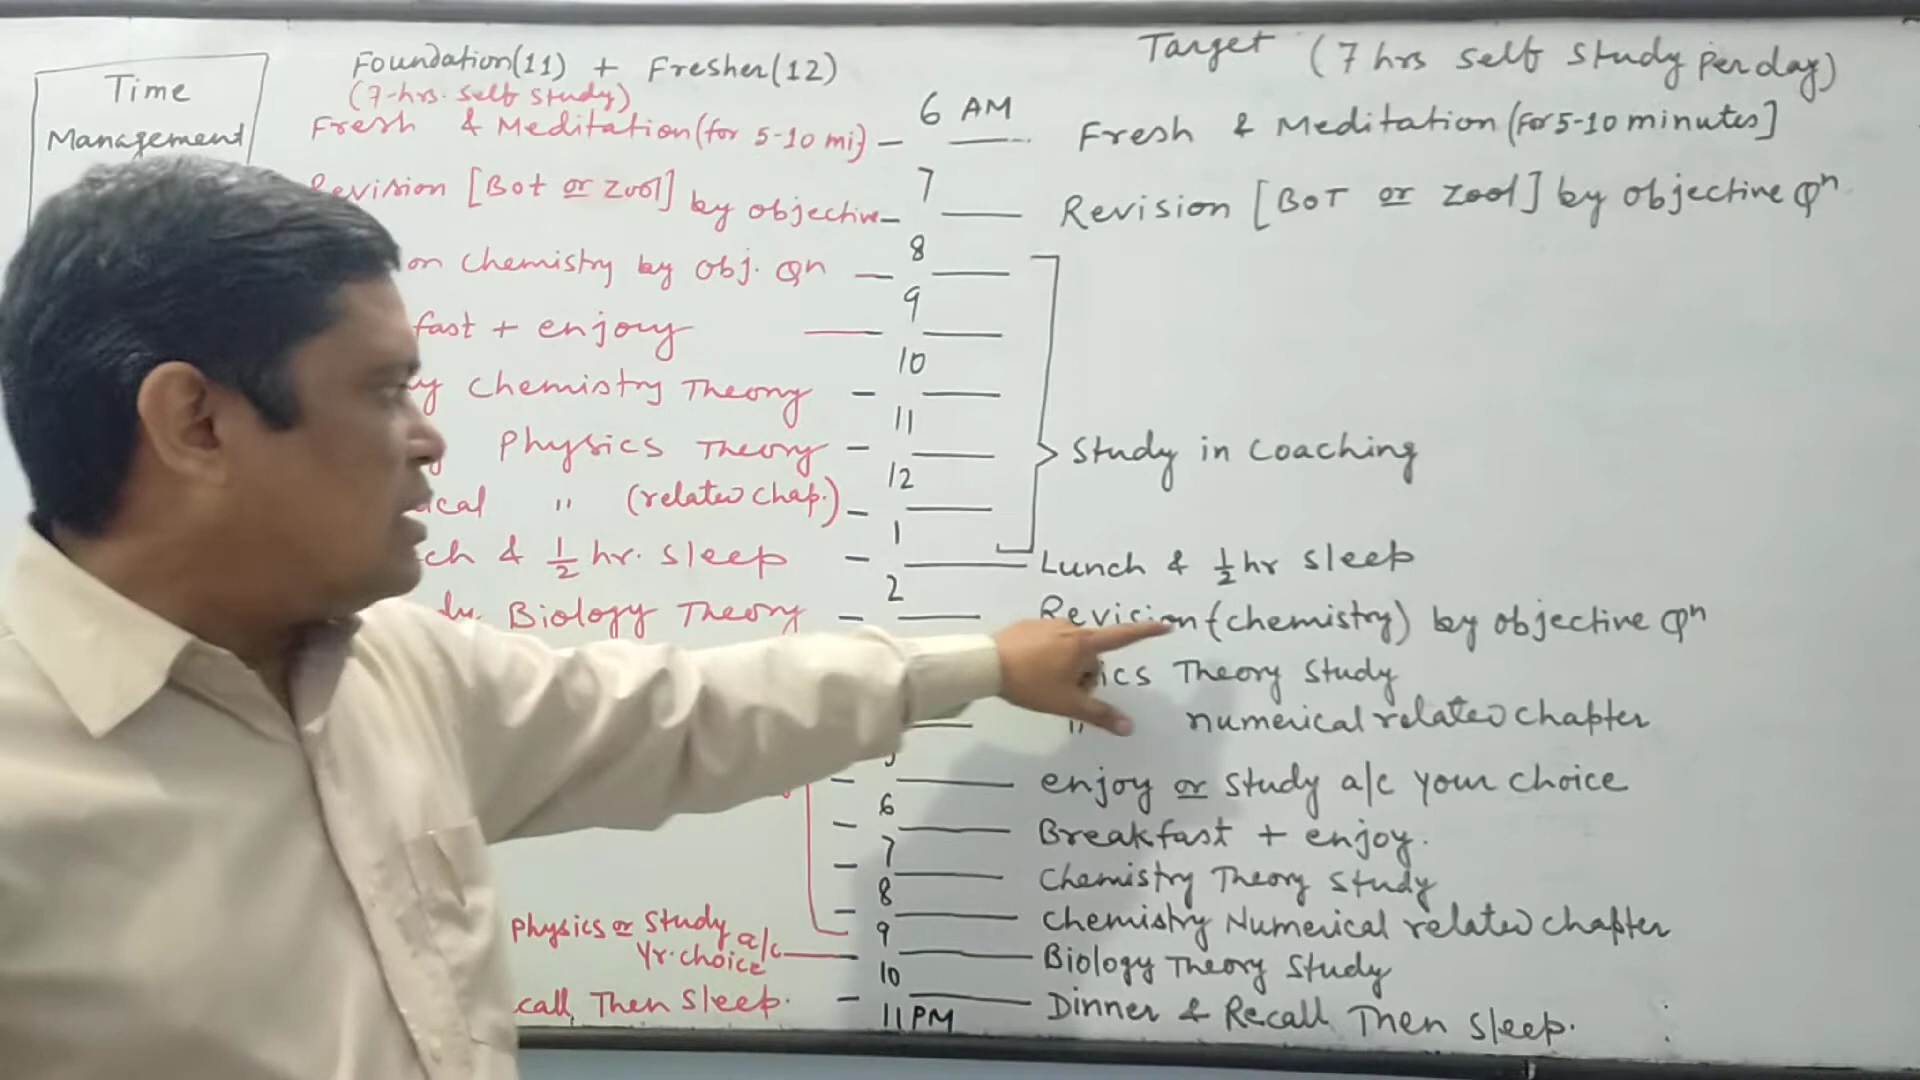 Time
Management
Foundation(11) + Fresher(12)
(7-hrs. self study)
Fresh & Meditation(for 5-10 mi)
Revision [Bot or Zool] by objective
on chemistry by obj. Qn
fast + enjoy
chemistry Theory
Physics Theory
ical " (related chap.)
ch & 1/2 hr. sleep
Biology Theory
Physics or Study a/c
Yr. choice
call, Then Sleep.
6 AM
7
8
9
10
11
12
1
2
6
7
8
9
10
11 PM
Target (7 hrs self study per day)
Fresh & Meditation (for 5-10 minutes]
Revision [BOT or Zool] by objective Qn
Study in Coaching
Lunch & 1/2 hr sleep
Revision (chemistry) by objective Qn
ics Theory Study
" numerical related chapter
enjoy or Study a/c your choice
Breakfast + enjoy.
Chemistry Theory Study
Chemistry Numerical related chapter
Biology Theory Study
Dinner & Recall Then sleep.